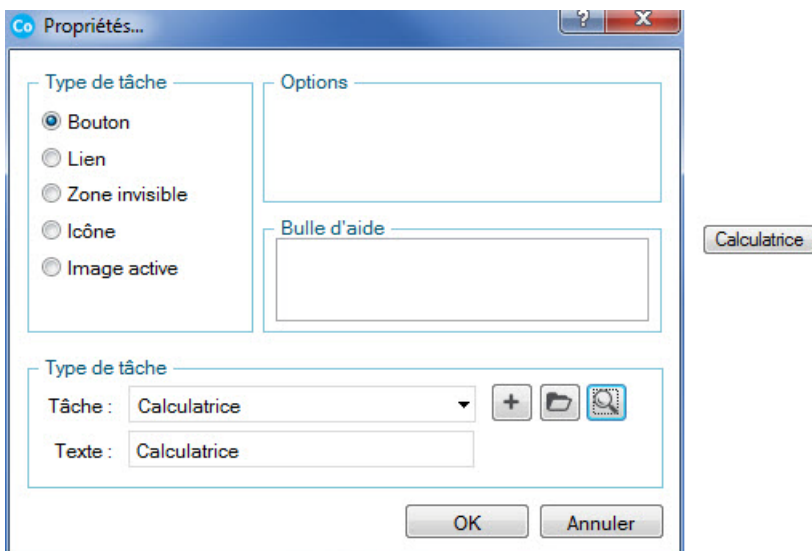 Co Propriétés...
?
Type de tâche
Bouton
Lien
Zone invisible
Icône
Image active
Options
Bulle d'aide
Type de tâche
Tâche : Calculatrice
Texte : Calculatrice
OK Annuler
Calculatrice